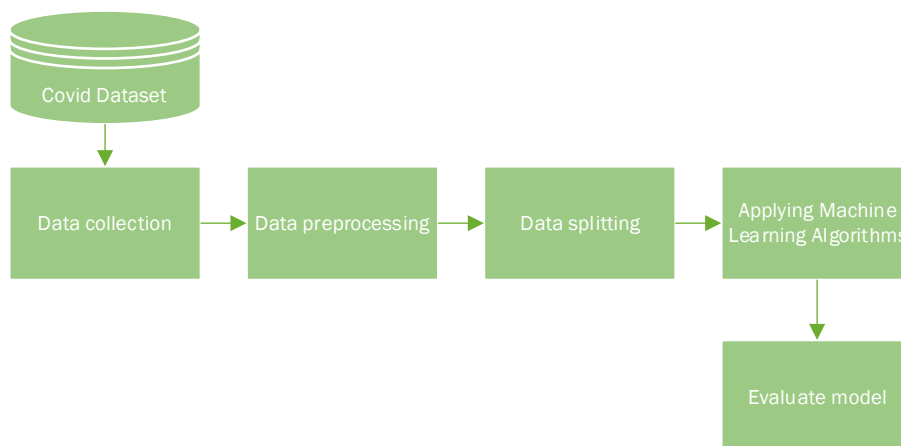 Covid Dataset
Data collection
Data preprocessing
Data splitting
Applying Machine
Learning Algorithms
Evaluate model